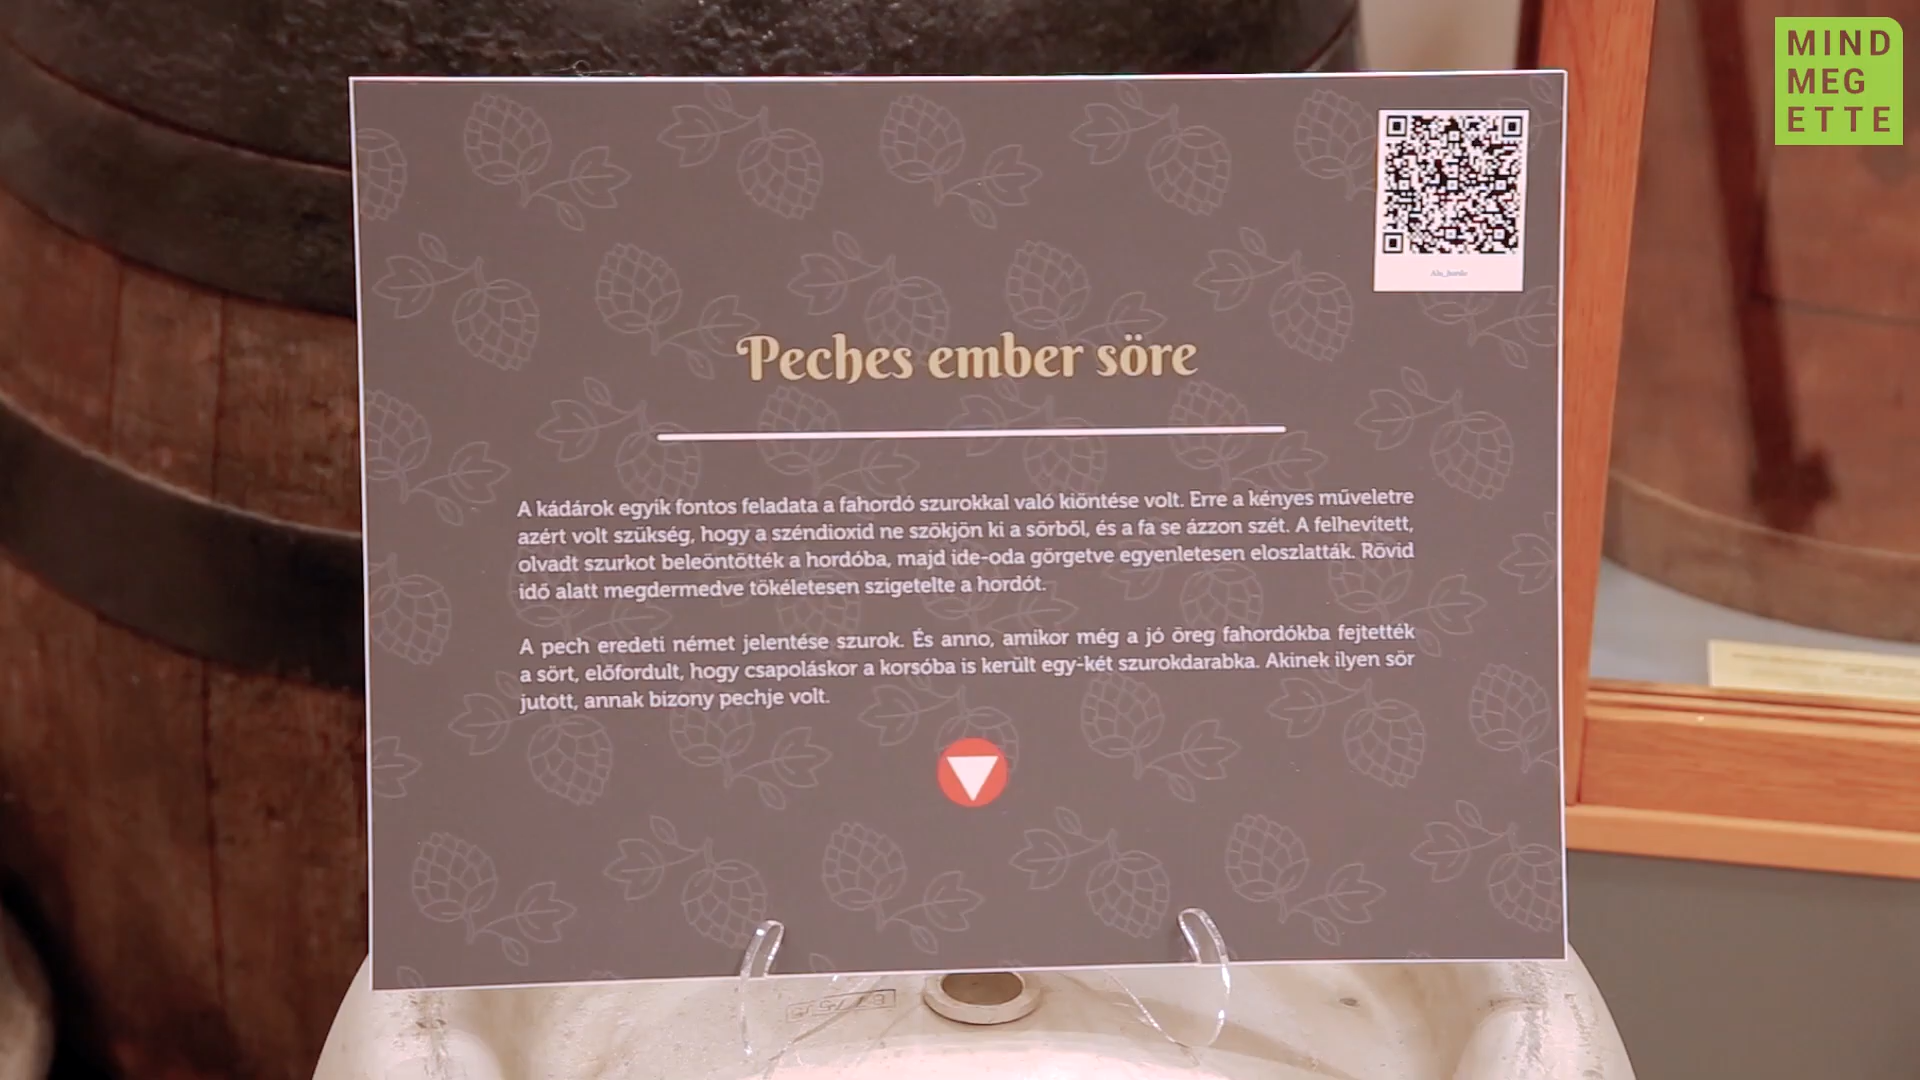 MIND
MEG
ETTE
Peches ember söre
A kádárok egyik fontos feladata a fahordó szurokkal való kiöntése volt. Erre a kényes műveletre
azért volt szükség, hogy a széndioxid ne szökjön ki a sörből, és a fa se ázzon szét. A felhevített,
olvadt szurkot beleöntötték a hordóba, majd ide-oda görgetve egyenletesen eloszlatták. Rövid
idő alatt megdermedve tökéletesen szigetelte a hordót.
A pech eredeti német jelentése szurok. És anno, amikor még a jó öreg fahordókba fejtették
a sört, előfordult, hogy csapoláskor a korsóba is került egy-két szurokdarabka. Akinek ilyen sör
jutott, annak bizony pechje volt.